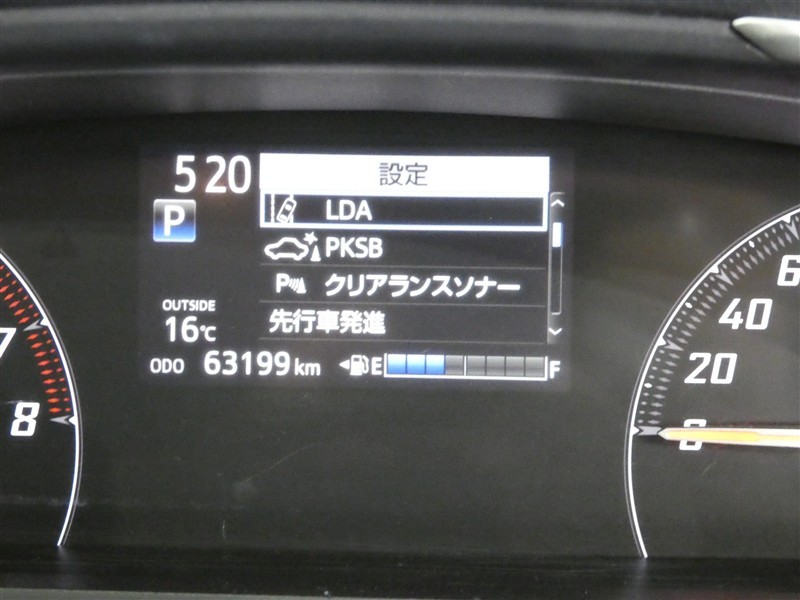 5 20
設定
LDA
P
PKSB
P クリアランスソナー
先行車発進
OUTSIDE
16℃
ODO 63199 km
E F
7
8
60
40
20
0